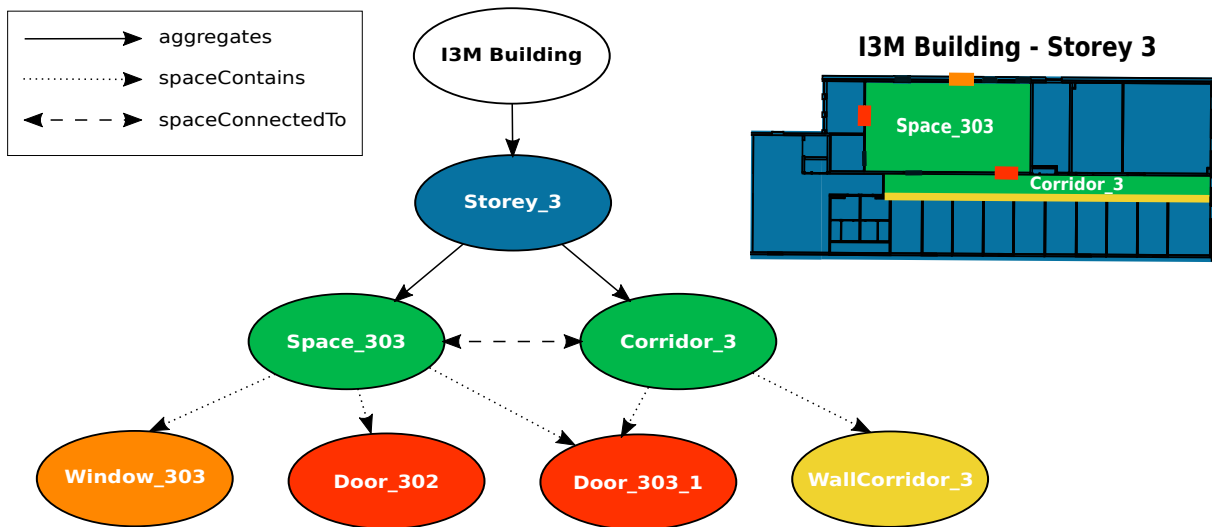 aggregates
spaceContains
spaceConnectedTo
I3M Building
I3M Building - Storey 3
Space_303
Corridor_3
Storey_3
Space_303
Corridor_3
Window_303
Door_302
Door_303_1
WallCorridor_3